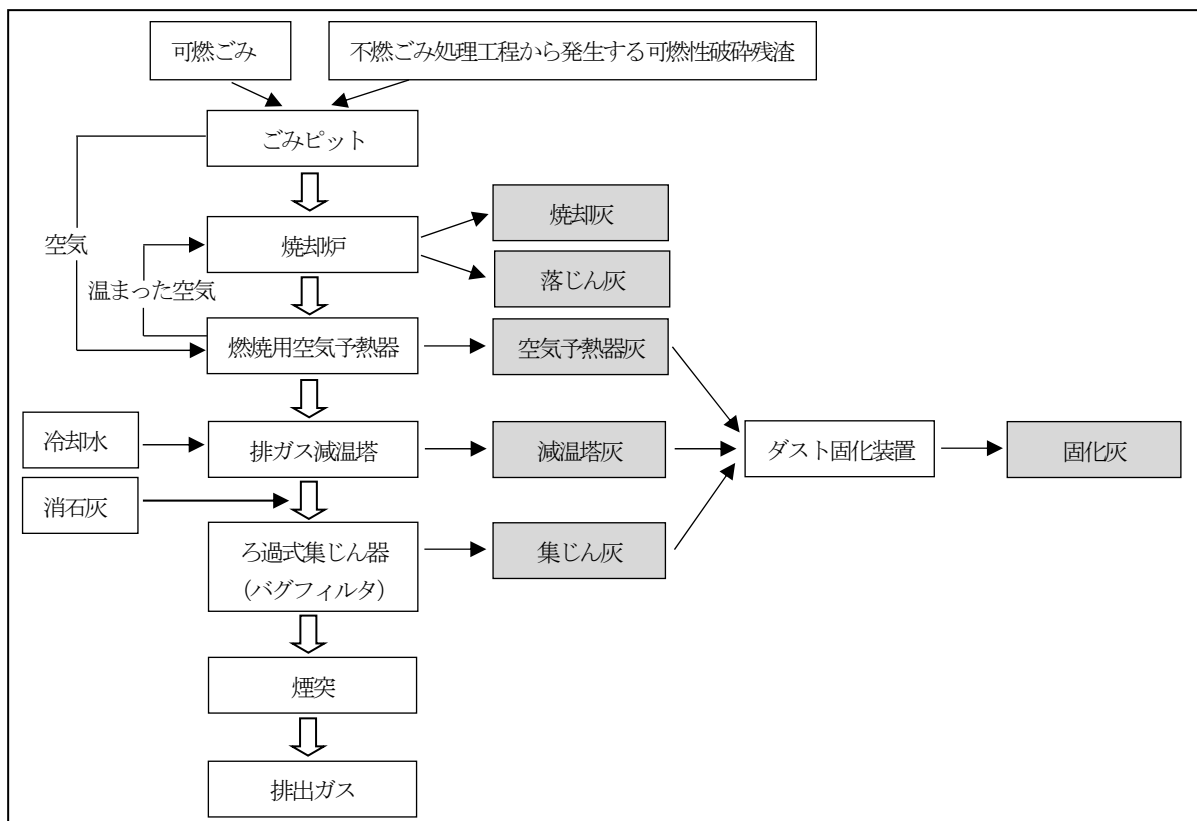 可燃ごみ
不燃ごみ処理工程から発生する可燃性破砕残渣
ごみピット
空気
温まった空気
焼却炉
焼却灰
落じん灰
燃焼用空気予熱器
空気予熱器灰
冷却水
排ガス減温塔
減温塔灰
ダスト固化装置
固化灰
消石灰
ろ過式集じん器
（バグフィルタ）
集じん灰
煙突
排出ガス